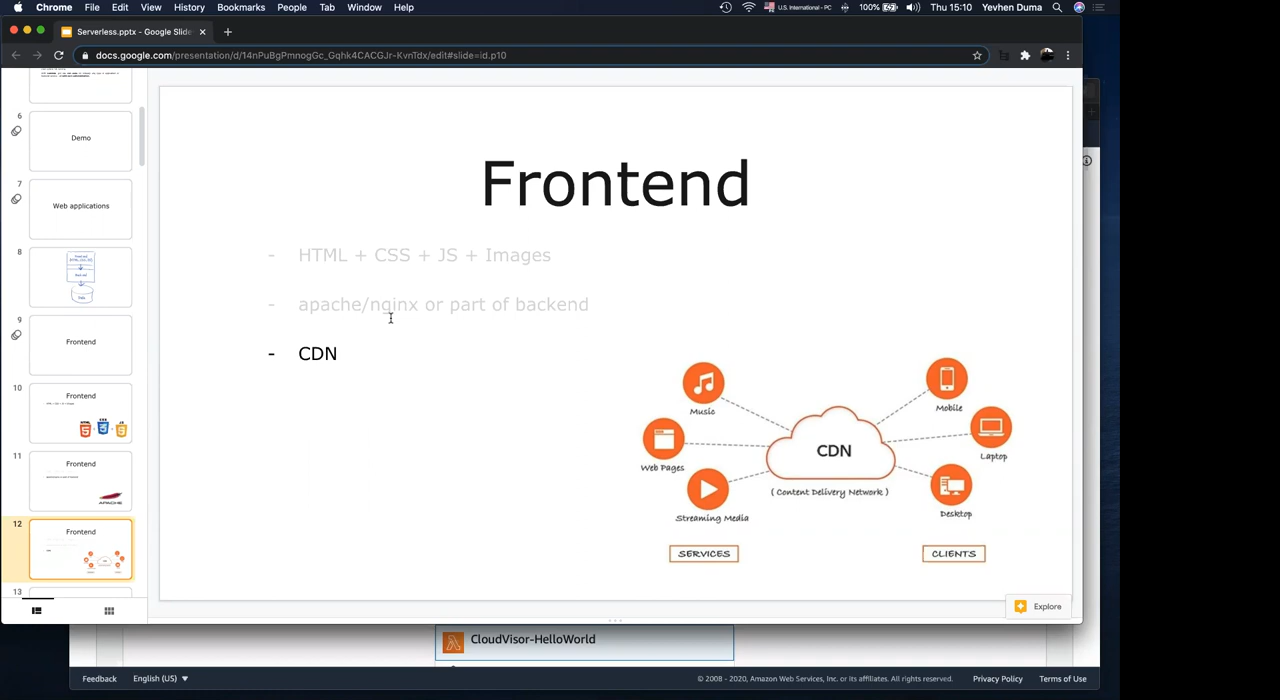 Chrome File Edit View History Bookmarks People Tab Window Help U.S. International - PC 100% Thu 15:10 Yevhen Duma
Serverless.pptx - Google Slide
docs.google.com/presentation/d/14nPuBgPmnogGc_Gqhk4CACGJr-KvnTdx/edit#slide=id.p10
6
Demo
7
Web applications
8
9
Frontend
10
Frontend
11
Frontend
APACHE
12
Frontend
13
Frontend
- HTML + CSS + JS + Images
- apache/nginx or part of backend
- CDN
Music
Web Pages
Streaming Media
SERVICES
CDN
( Content Delivery Network )
Mobile
Laptop
Desktop
CLIENTS
Explore
CloudVisor-HelloWorld
Feedback English (US) © 2008 - 2020, Amazon Web Services, Inc. or its affiliates. All rights reserved. Privacy Policy Terms of Use